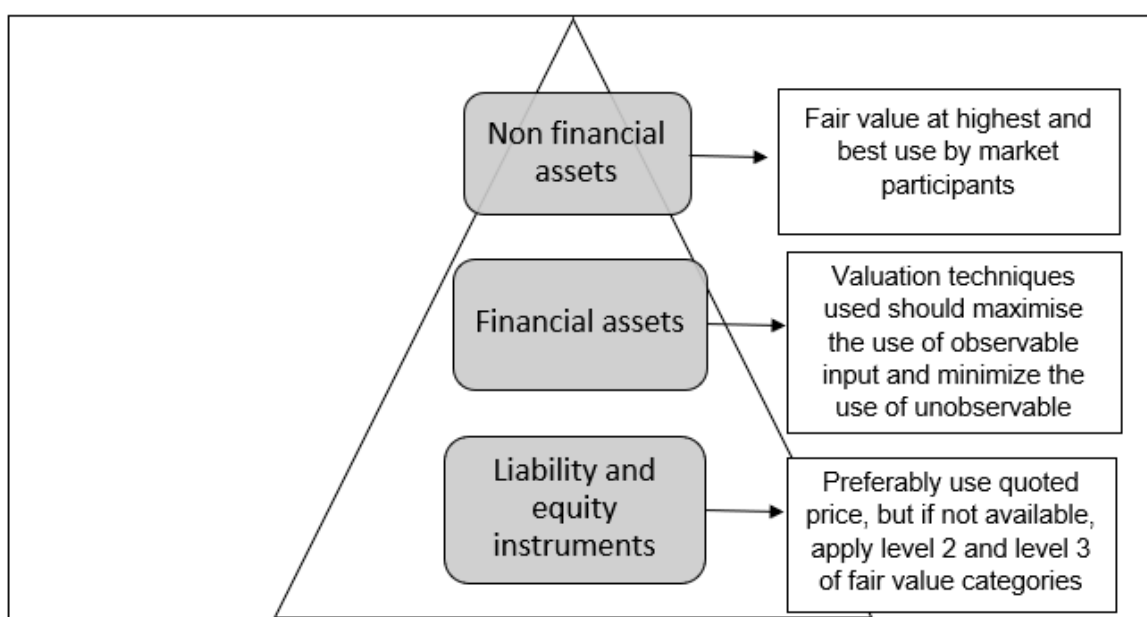 Non financial
assets
Fair value at highest and
best use by market
participants
Financial assets
Valuation techniques
used should maximise
the use of observable
input and minimize the
use of unobservable
Liability and
equity
instruments
Preferably use quoted
price, but if not available,
apply level 2 and level 3
of fair value categories